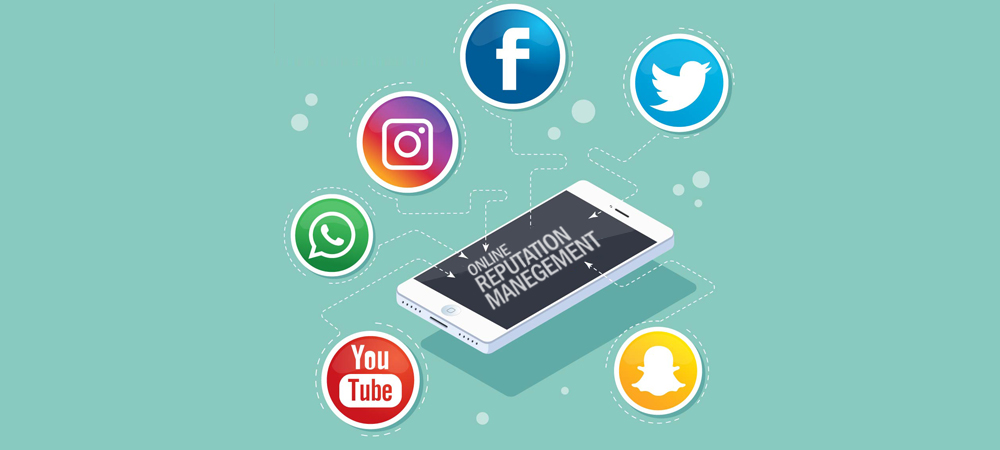 ONLINE
REPUTATION
MANEGEMENT
You
Tube